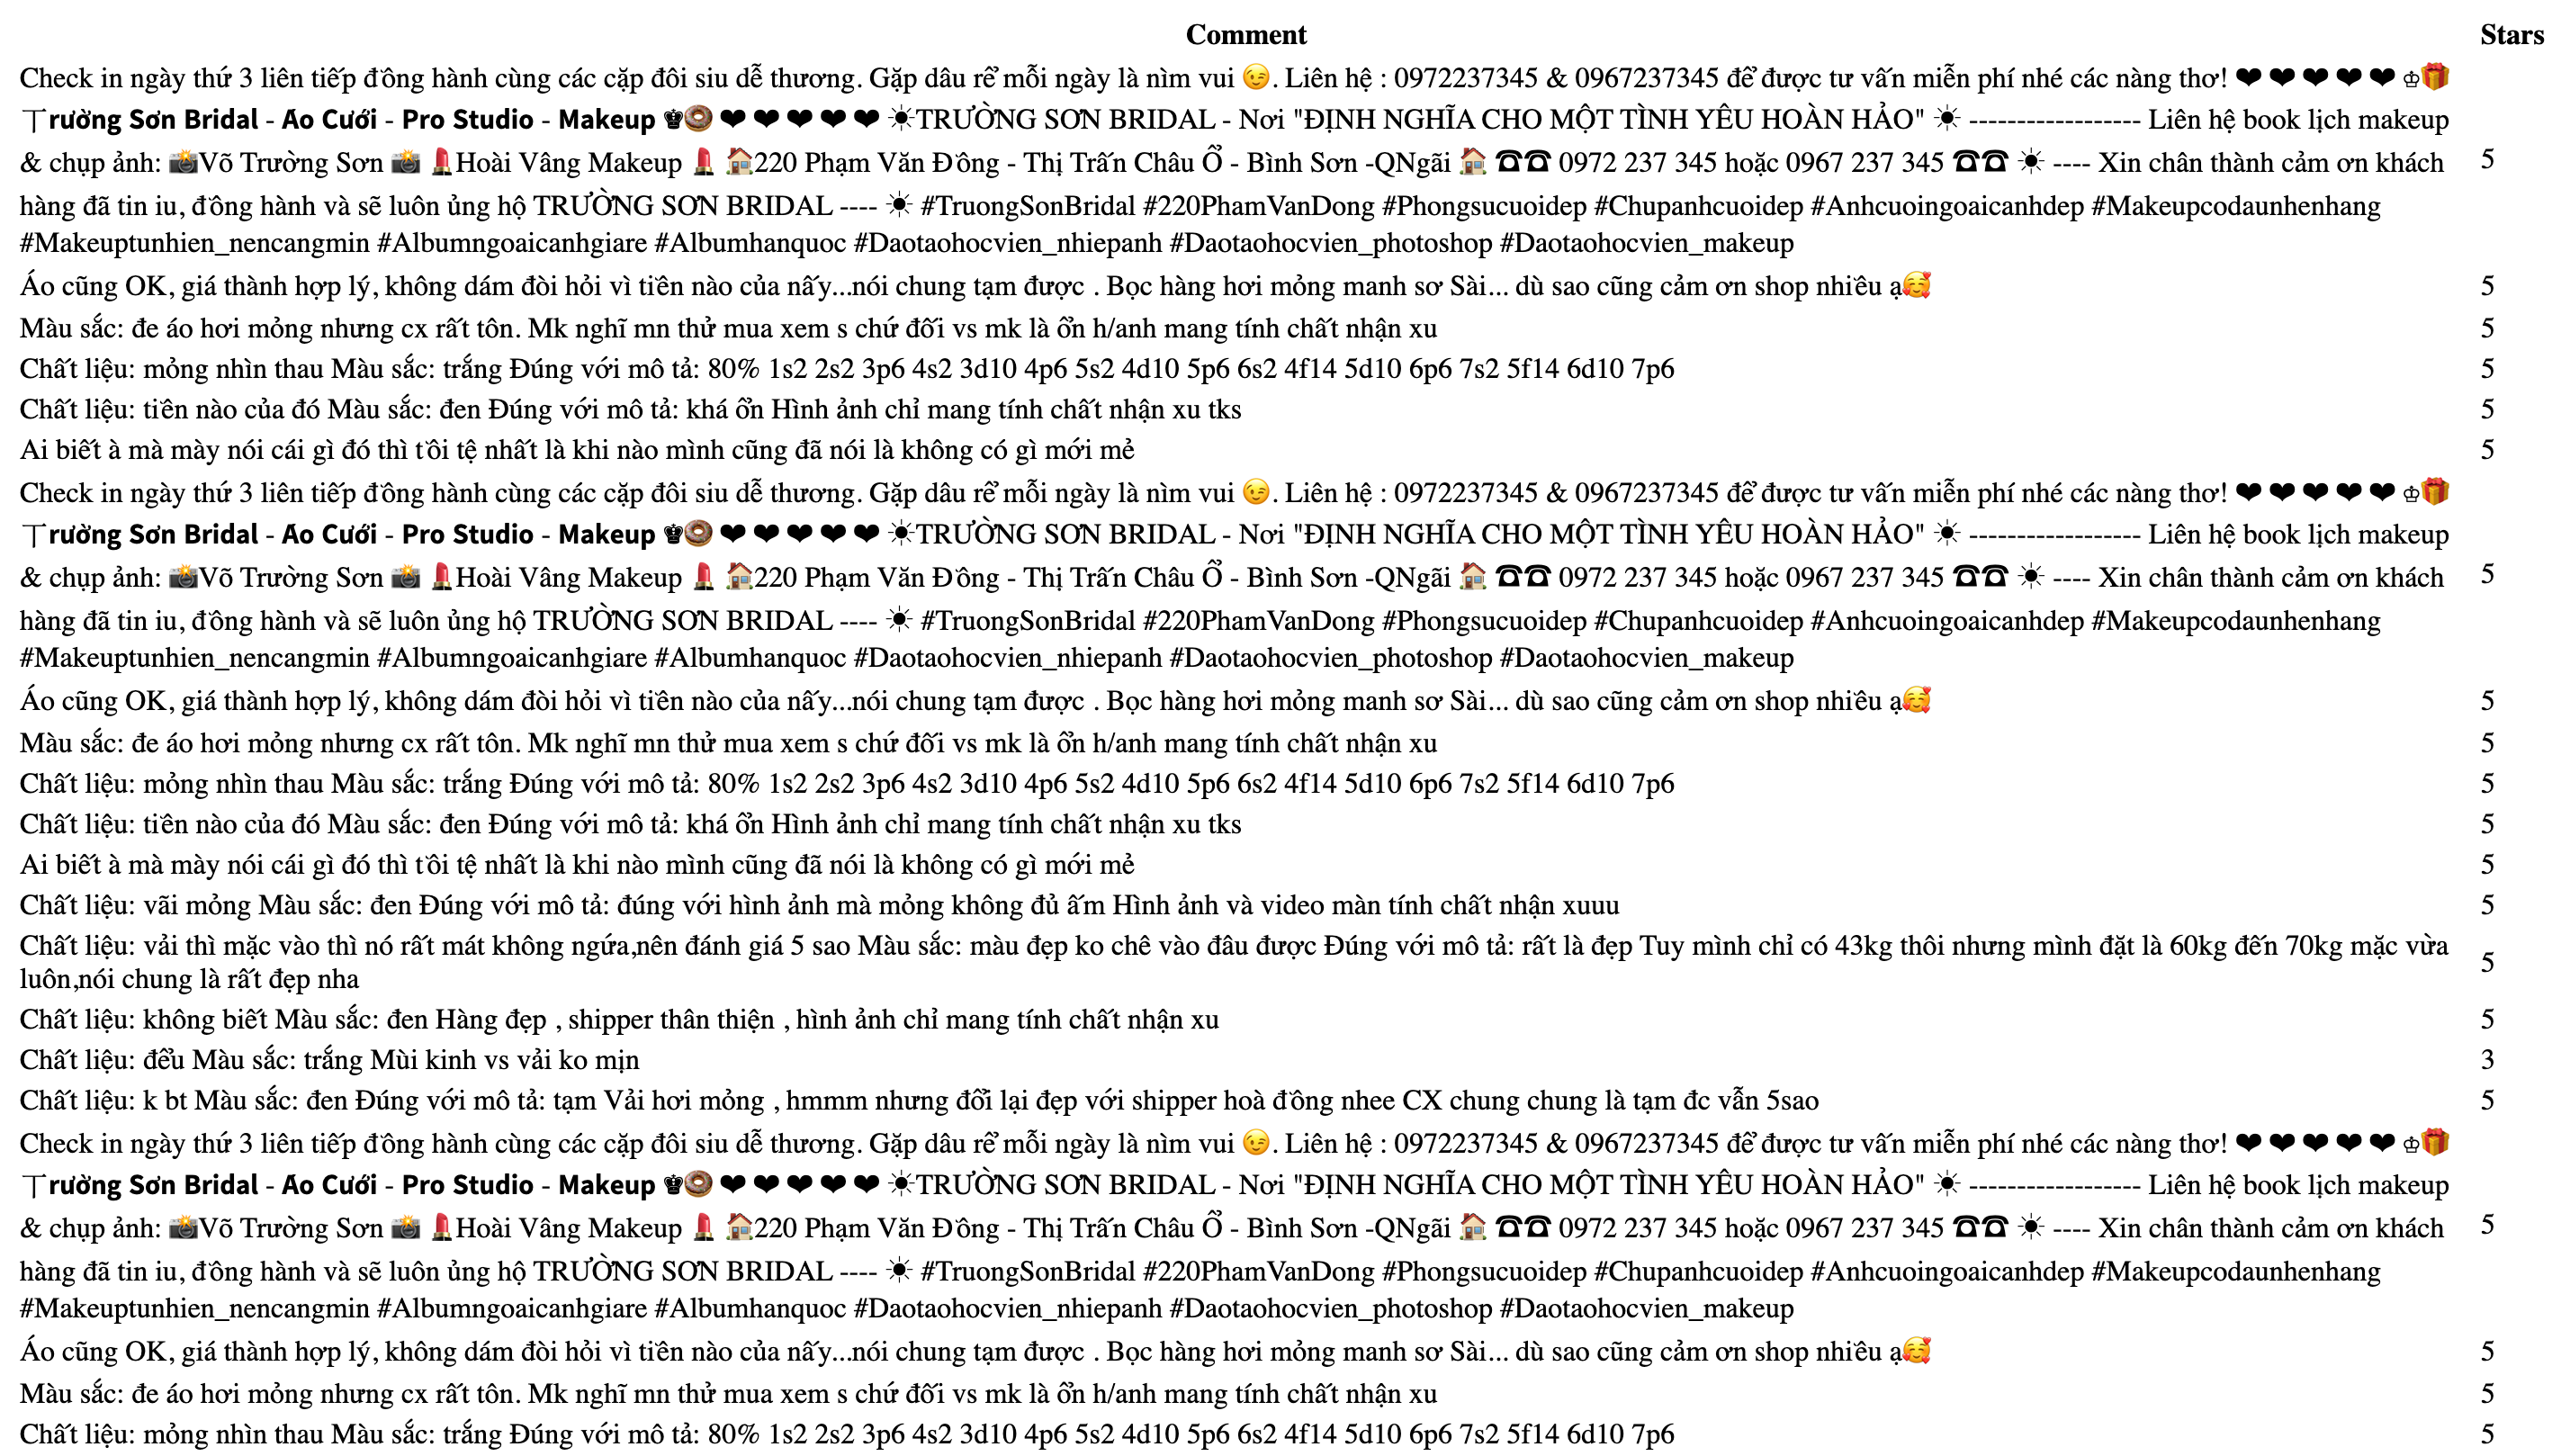 Comment Stars
Check in ngày thứ 3 liên tiếp đồng hành cùng các cặp đôi siu dễ thương. Gặp dâu rể mỗi ngày là nìm vui 😉. Liên hệ : 0972237345 & 0967237345 để được tư vấn miễn phí nhé các nàng thơ! ❤ ❤ ❤ ❤ ❤ ♔🎁
丅rường Sơn Bridal - Áo Cưới - Pro Studio - Makeup ♚🍩 ❤ ❤ ❤ ❤ ❤ ☀TRƯỜNG SƠN BRIDAL - Nơi "ĐỊNH NGHĨA CHO MỘT TÌNH YÊU HOÀN HẢO" ☀ ------------------ Liên hệ book lịch makeup
& chụp ảnh: 📸Võ Trường Sơn 📸 💄Hoài Vâng Makeup 💄 🏠220 Phạm Văn Đồng - Thị Trấn Châu Ổ - Bình Sơn -QNgãi 🏠 ☎☎ 0972 237 345 hoặc 0967 237 345 ☎☎ ☀ ---- Xin chân thành cảm ơn khách 5
hàng đã tin iu, đồng hành và sẽ luôn ủng hộ TRƯỜNG SƠN BRIDAL ---- ☀ #TruongSonBridal #220PhamVanDong #Phongsucuoidep #Chupanhcuoidep #Anhcuoingoaicanhdep #Makeupcodaunhenhang
#Makeuptunhien_nencangmin #Albumngoaicanhgiare #Albumhanquoc #Daotaohocvien_nhiepanh #Daotaohocvien_photoshop #Daotaohocvien_makeup
Áo cũng OK, giá thành hợp lý, không dám đòi hỏi vì tiền nào của nấy...nói chung tạm được . Bọc hàng hơi mỏng manh sơ Sài... dù sao cũng cảm ơn shop nhiều ạ🥰 5
Màu sắc: đe áo hơi mỏng nhưng cx rất tôn. Mk nghĩ mn thử mua xem s chứ đối vs mk là ổn h/anh mang tính chất nhận xu 5
Chất liệu: mỏng nhìn thau Màu sắc: trắng Đúng với mô tả: 80% 1s2 2s2 3p6 4s2 3d10 4p6 5s2 4d10 5p6 6s2 4f14 5d10 6p6 7s2 5f14 6d10 7p6 5
Chất liệu: tiền nào của đó Màu sắc: đen Đúng với mô tả: khá ổn Hình ảnh chỉ mang tính chất nhận xu tks 5
Ai biết à mà mày nói cái gì đó thì tồi tệ nhất là khi nào mình cũng đã nói là không có gì mới mẻ 5
Check in ngày thứ 3 liên tiếp đồng hành cùng các cặp đôi siu dễ thương. Gặp dâu rể mỗi ngày là nìm vui 😉. Liên hệ : 0972237345 & 0967237345 để được tư vấn miễn phí nhé các nàng thơ! ❤ ❤ ❤ ❤ ❤ ♔🎁
丅rường Sơn Bridal - Áo Cưới - Pro Studio - Makeup ♚🍩 ❤ ❤ ❤ ❤ ❤ ☀TRƯỜNG SƠN BRIDAL - Nơi "ĐỊNH NGHĨA CHO MỘT TÌNH YÊU HOÀN HẢO" ☀ ------------------ Liên hệ book lịch makeup
& chụp ảnh: 📸Võ Trường Sơn 📸 💄Hoài Vâng Makeup 💄 🏠220 Phạm Văn Đồng - Thị Trấn Châu Ổ - Bình Sơn -QNgãi 🏠 ☎☎ 0972 237 345 hoặc 0967 237 345 ☎☎ ☀ ---- Xin chân thành cảm ơn khách 5
hàng đã tin iu, đồng hành và sẽ luôn ủng hộ TRƯỜNG SƠN BRIDAL ---- ☀ #TruongSonBridal #220PhamVanDong #Phongsucuoidep #Chupanhcuoidep #Anhcuoingoaicanhdep #Makeupcodaunhenhang
#Makeuptunhien_nencangmin #Albumngoaicanhgiare #Albumhanquoc #Daotaohocvien_nhiepanh #Daotaohocvien_photoshop #Daotaohocvien_makeup
Áo cũng OK, giá thành hợp lý, không dám đòi hỏi vì tiền nào của nấy...nói chung tạm được . Bọc hàng hơi mỏng manh sơ Sài... dù sao cũng cảm ơn shop nhiều ạ🥰 5
Màu sắc: đe áo hơi mỏng nhưng cx rất tôn. Mk nghĩ mn thử mua xem s chứ đối vs mk là ổn h/anh mang tính chất nhận xu 5
Chất liệu: mỏng nhìn thau Màu sắc: trắng Đúng với mô tả: 80% 1s2 2s2 3p6 4s2 3d10 4p6 5s2 4d10 5p6 6s2 4f14 5d10 6p6 7s2 5f14 6d10 7p6 5
Chất liệu: tiền nào của đó Màu sắc: đen Đúng với mô tả: khá ổn Hình ảnh chỉ mang tính chất nhận xu tks 5
Ai biết à mà mày nói cái gì đó thì tồi tệ nhất là khi nào mình cũng đã nói là không có gì mới mẻ 5
Chất liệu: vãi mỏng Màu sắc: đen Đúng với mô tả: đúng với hình ảnh mà mỏng không đủ ấm Hình ảnh và video màn tính chất nhận xuuu 5
Chất liệu: vải thì mặc vào thì nó rất mát không ngứa,nên đánh giá 5 sao Màu sắc: màu đẹp ko chê vào đâu được Đúng với mô tả: rất là đẹp Tuy mình chỉ có 43kg thôi nhưng mình đặt là 60kg đến 70kg mặc vừa 5
luôn,nói chung là rất đẹp nha
Chất liệu: không biết Màu sắc: đen Hàng đẹp , shipper thân thiện , hình ảnh chỉ mang tính chất nhận xu 5
Chất liệu: đểu Màu sắc: trắng Mùi kinh vs vải ko mịn 3
Chất liệu: k bt Màu sắc: đen Đúng với mô tả: tạm Vải hơi mỏng , hmmm nhưng đổi lại đẹp với shipper hoà đồng nhee CX chung chung là tạm đc vẫn 5sao 5
Check in ngày thứ 3 liên tiếp đồng hành cùng các cặp đôi siu dễ thương. Gặp dâu rể mỗi ngày là nìm vui 😉. Liên hệ : 0972237345 & 0967237345 để được tư vấn miễn phí nhé các nàng thơ! ❤ ❤ ❤ ❤ ❤ ♔🎁
丅rường Sơn Bridal - Áo Cưới - Pro Studio - Makeup ♚🍩 ❤ ❤ ❤ ❤ ❤ ☀TRƯỜNG SƠN BRIDAL - Nơi "ĐỊNH NGHĨA CHO MỘT TÌNH YÊU HOÀN HẢO" ☀ ------------------ Liên hệ book lịch makeup
& chụp ảnh: 📸Võ Trường Sơn 📸 💄Hoài Vâng Makeup 💄 🏠220 Phạm Văn Đồng - Thị Trấn Châu Ổ - Bình Sơn -QNgãi 🏠 ☎☎ 0972 237 345 hoặc 0967 237 345 ☎☎ ☀ ---- Xin chân thành cảm ơn khách 5
hàng đã tin iu, đồng hành và sẽ luôn ủng hộ TRƯỜNG SƠN BRIDAL ---- ☀ #TruongSonBridal #220PhamVanDong #Phongsucuoidep #Chupanhcuoidep #Anhcuoingoaicanhdep #Makeupcodaunhenhang
#Makeuptunhien_nencangmin #Albumngoaicanhgiare #Albumhanquoc #Daotaohocvien_nhiepanh #Daotaohocvien_photoshop #Daotaohocvien_makeup
Áo cũng OK, giá thành hợp lý, không dám đòi hỏi vì tiền nào của nấy...nói chung tạm được . Bọc hàng hơi mỏng manh sơ Sài... dù sao cũng cảm ơn shop nhiều ạ🥰 5
Màu sắc: đe áo hơi mỏng nhưng cx rất tôn. Mk nghĩ mn thử mua xem s chứ đối vs mk là ổn h/anh mang tính chất nhận xu 5
Chất liệu: mỏng nhìn thau Màu sắc: trắng Đúng với mô tả: 80% 1s2 2s2 3p6 4s2 3d10 4p6 5s2 4d10 5p6 6s2 4f14 5d10 6p6 7s2 5f14 6d10 7p6 5